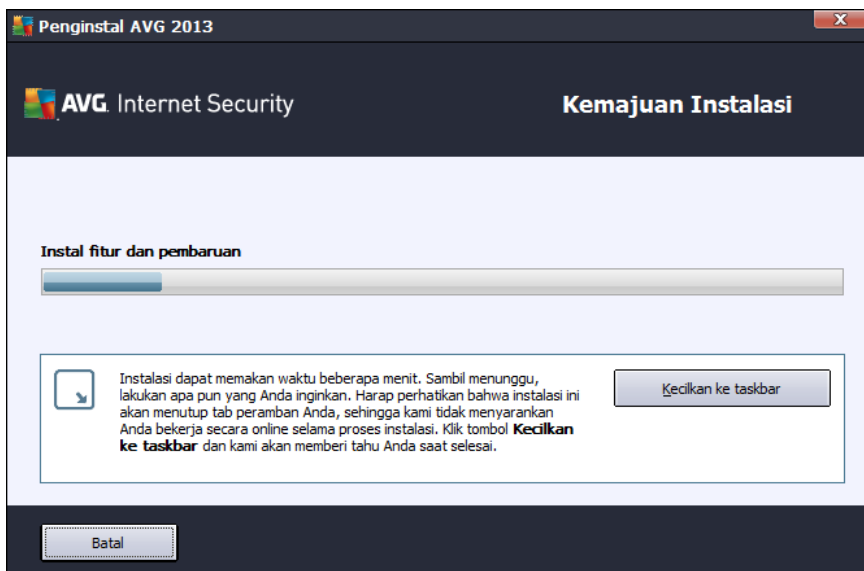 Penginstal AVG 2013
AVG. Internet Security
Kemajuan Instalasi
Instal fitur dan pembaruan
Instalasi dapat memakan waktu beberapa menit. Sambil menunggu,
lakukan apa pun yang Anda inginkan. Harap perhatikan bahwa instalasi ini
akan menutup tab peramban Anda, sehingga kami tidak menyarankan
Anda bekerja secara online selama proses instalasi. Klik tombol Kecilkan
ke taskbar dan kami akan memberi tahu Anda saat selesai.
Kecilkan ke taskbar
Batal